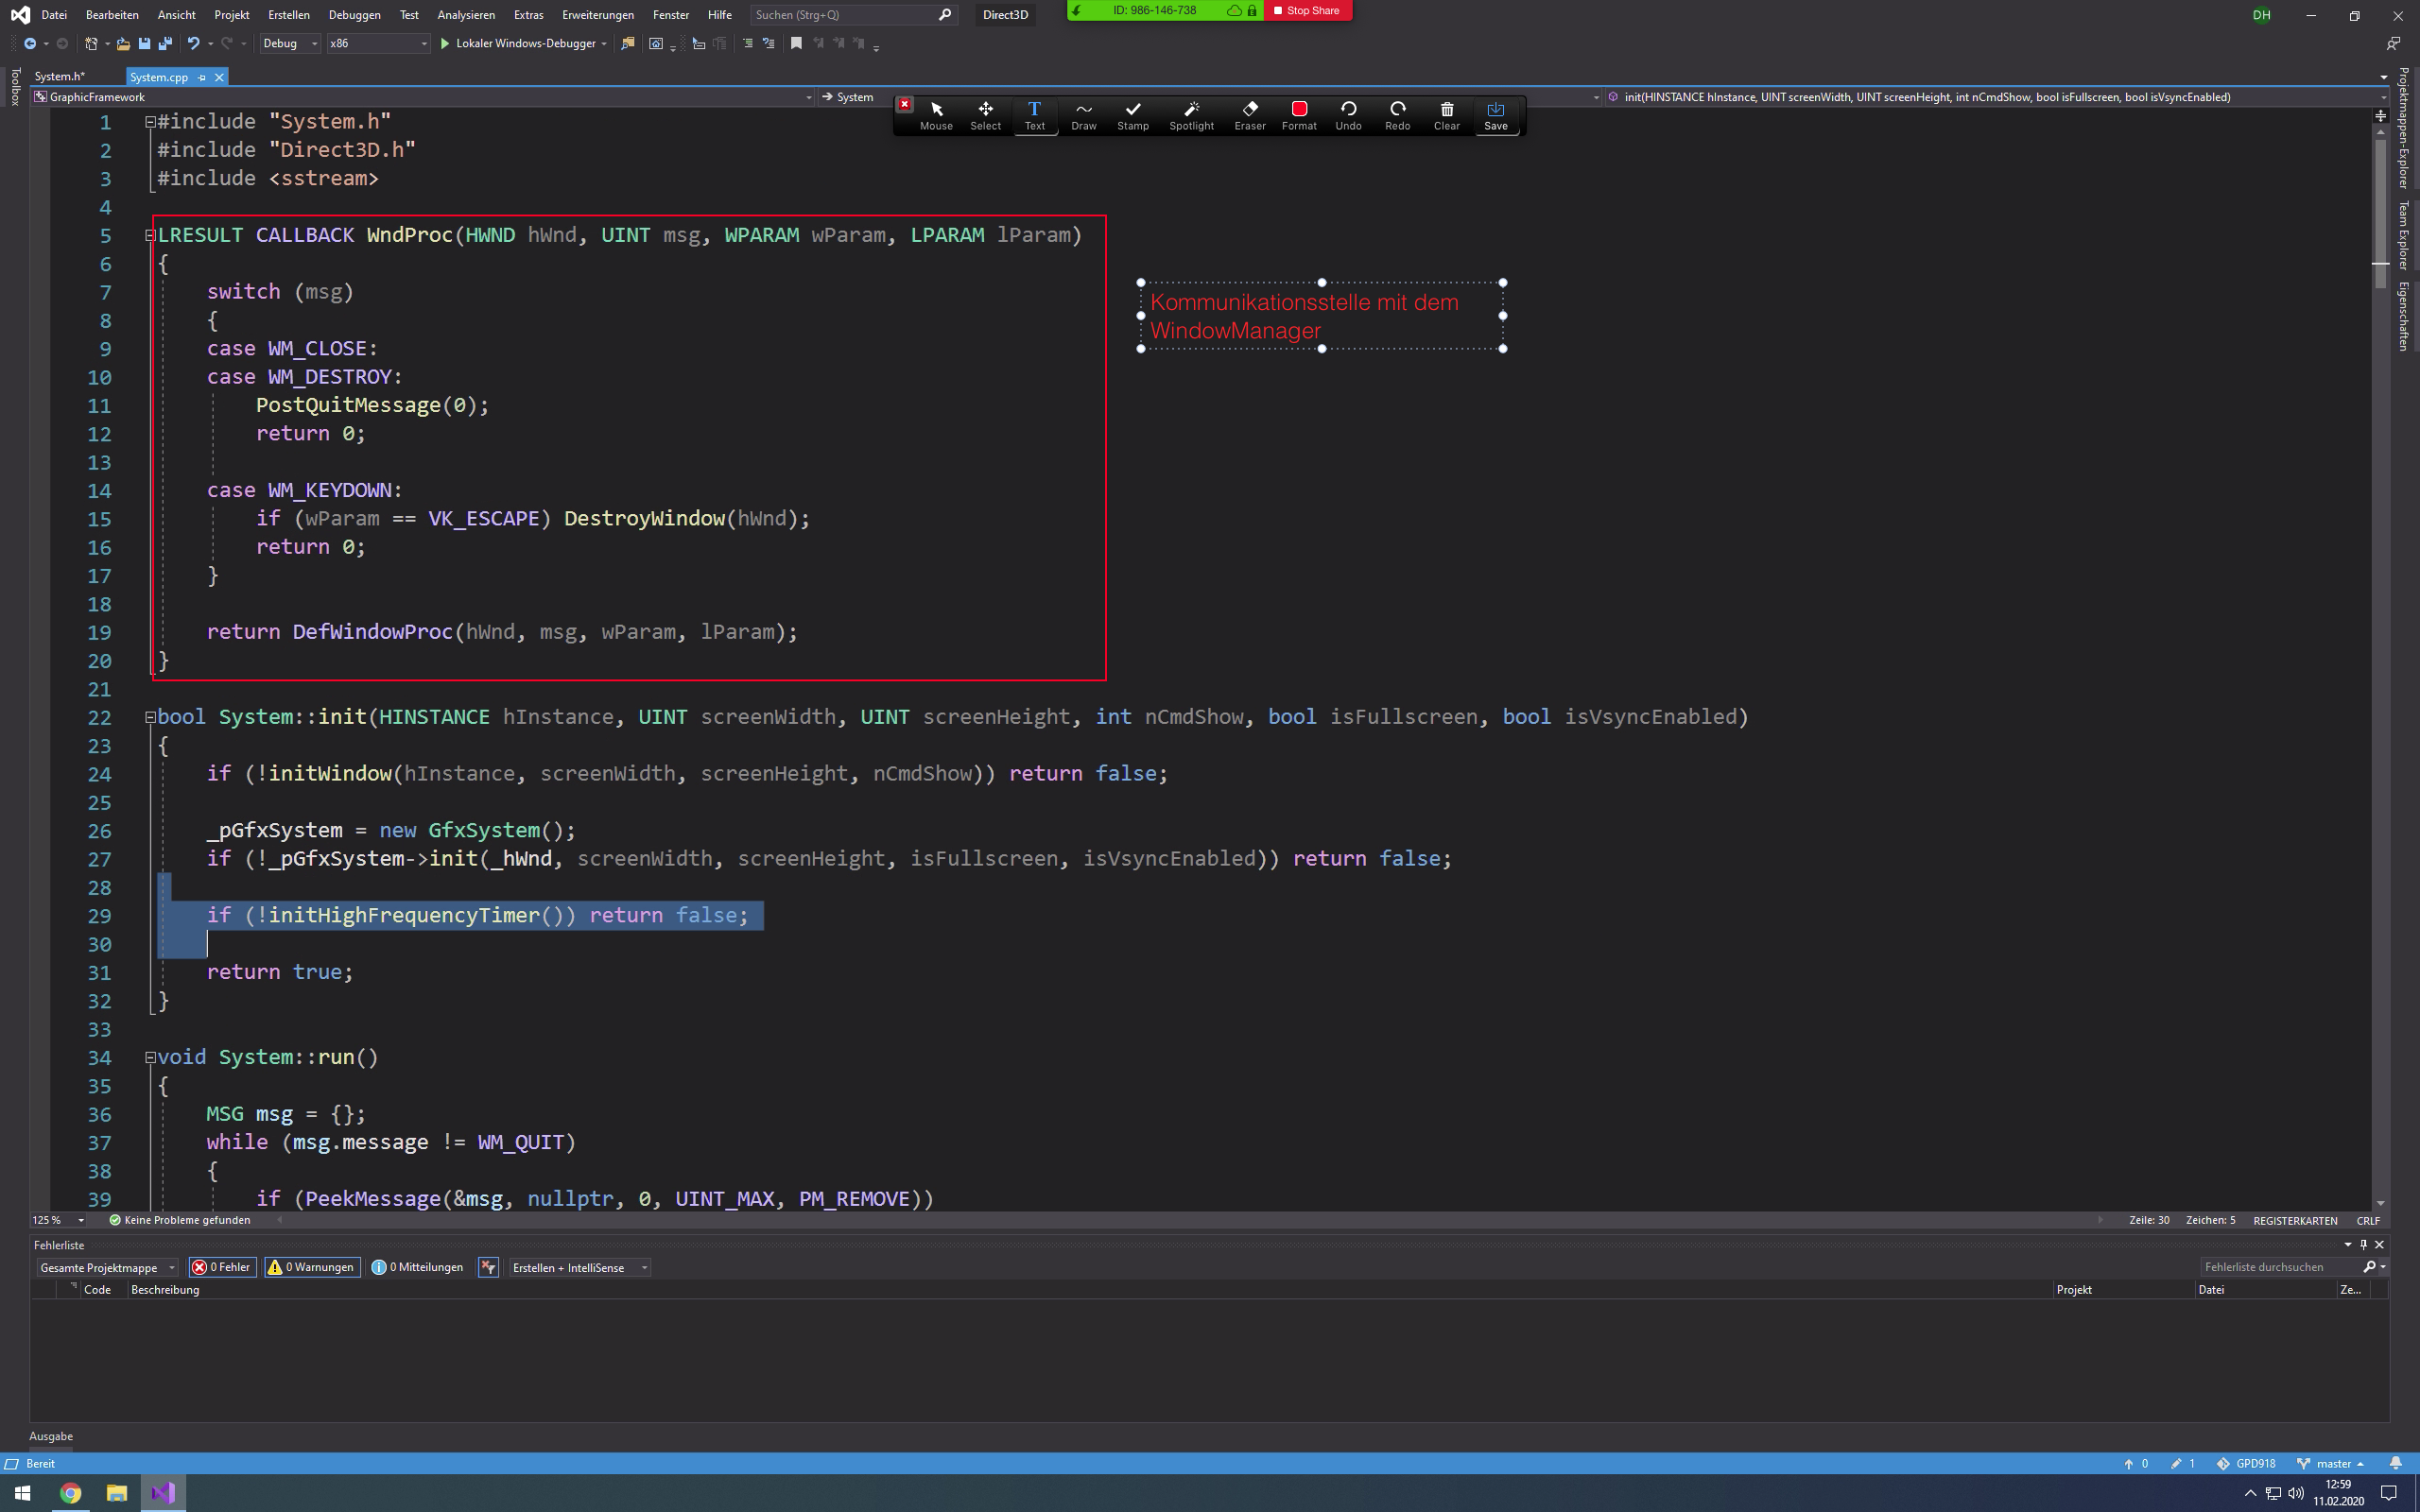 Datei Bearbeiten Ansicht Projekt Erstellen Debuggen Test Analysieren Extras Erweiterungen Fenster Hilfe Suchen (Strg+Q) Direct3D ID: 986-146-738 Stop Share DH
Debug x86 Lokaler Windows-Debugger
System.h* System.cpp
GraphicFramework System init(HINSTANCE hInstance, UINT screenWidth, UINT screenHeight, int nCmdShow, bool isFullscreen, bool isVsyncEnabled)
Mouse Select Text Draw Stamp Spotlight Eraser Format Undo Redo Clear Save
Toolbox
Projektmappen-Explorer
Team Explorer
Eigenschaften
1 #include "System.h"
2 #include "Direct3D.h"
3 #include <sstream>
4
5 LRESULT CALLBACK WndProc(HWND hWnd, UINT msg, WPARAM wParam, LPARAM lParam)
6 {
7 switch (msg)
8 {
9 case WM_CLOSE:
10 case WM_DESTROY:
11 PostQuitMessage(0);
12 return 0;
13
14 case WM_KEYDOWN:
15 if (wParam == VK_ESCAPE) DestroyWindow(hWnd);
16 return 0;
17 }
18
19 return DefWindowProc(hWnd, msg, wParam, lParam);
20 }
21
22 bool System::init(HINSTANCE hInstance, UINT screenWidth, UINT screenHeight, int nCmdShow, bool isFullscreen, bool isVsyncEnabled)
23 {
24 if (!initWindow(hInstance, screenWidth, screenHeight, nCmdShow)) return false;
25
26 _pGfxSystem = new GfxSystem();
27 if (!_pGfxSystem->init(_hWnd, screenWidth, screenHeight, isFullscreen, isVsyncEnabled)) return false;
28
29 if (!initHighFrequencyTimer()) return false;
30
31 return true;
32 }
33
34 void System::run()
35 {
36 MSG msg = {};
37 while (msg.message != WM_QUIT)
38 {
39 if (PeekMessage(&msg, nullptr, 0, UINT_MAX, PM_REMOVE))
Kommunikationsstelle mit dem
WindowManager
125 % Keine Probleme gefunden Zeile: 30 Zeichen: 5 REGISTERKARTEN CRLF
Fehlerliste
Gesamte Projektmappe 0 Fehler 0 Warnungen 0 Mitteilungen Erstellen + IntelliSense Fehlerliste durchsuchen
Code Beschreibung Projekt Datei Ze...
Ausgabe
Bereit 0 1 GPD918 master
12:59
11.02.2020